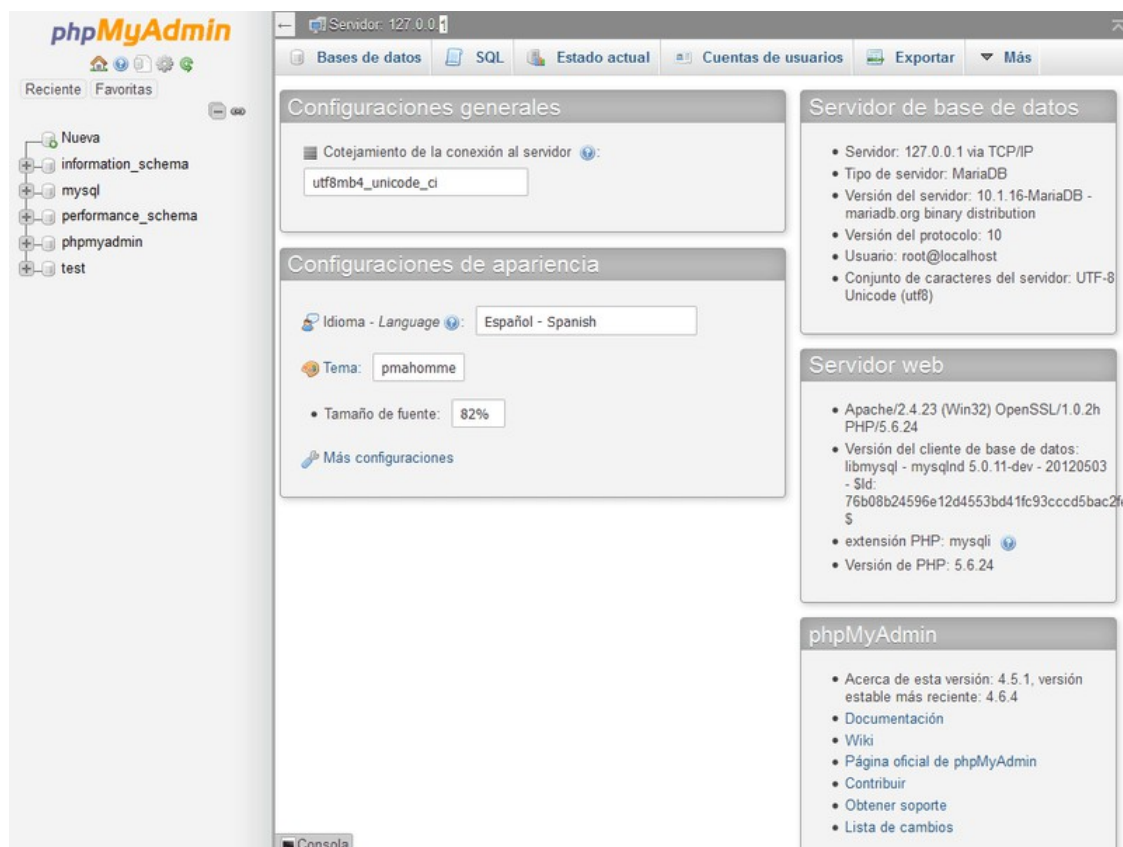 phpMyAdmin
Reciente Favoritas
Nueva
information_schema
mysql
performance_schema
phpmyadmin
test
Servidor: 127.0.0.1
Bases de datos SQL Estado actual Cuentas de usuarios Exportar Más
Configuraciones generales
Cotejamiento de la conexión al servidor :
utf8mb4_unicode_ci
Configuraciones de apariencia
Idioma - Language : Español - Spanish
Tema: pmahomme
• Tamaño de fuente: 82%
Más configuraciones
Servidor de base de datos
• Servidor: 127.0.0.1 via TCP/IP
• Tipo de servidor: MariaDB
• Versión del servidor: 10.1.16-MariaDB -
mariadb.org binary distribution
• Versión del protocolo: 10
• Usuario: root@localhost
• Conjunto de caracteres del servidor: UTF-8
Unicode (utf8)
Servidor web
• Apache/2.4.23 (Win32) OpenSSL/1.0.2h
PHP/5.6.24
• Versión del cliente de base de datos:
libmysql - mysqlnd 5.0.11-dev - 20120503
- $Id:
76b08b24596e12d4553bd41fc93cccd5bac2fe
$
• extensión PHP: mysqli
• Versión de PHP: 5.6.24
phpMyAdmin
• Acerca de esta versión: 4.5.1, versión
estable más reciente: 4.6.4
• Documentación
• Wiki
• Página oficial de phpMyAdmin
• Contribuir
• Obtener soporte
• Lista de cambios
Consola